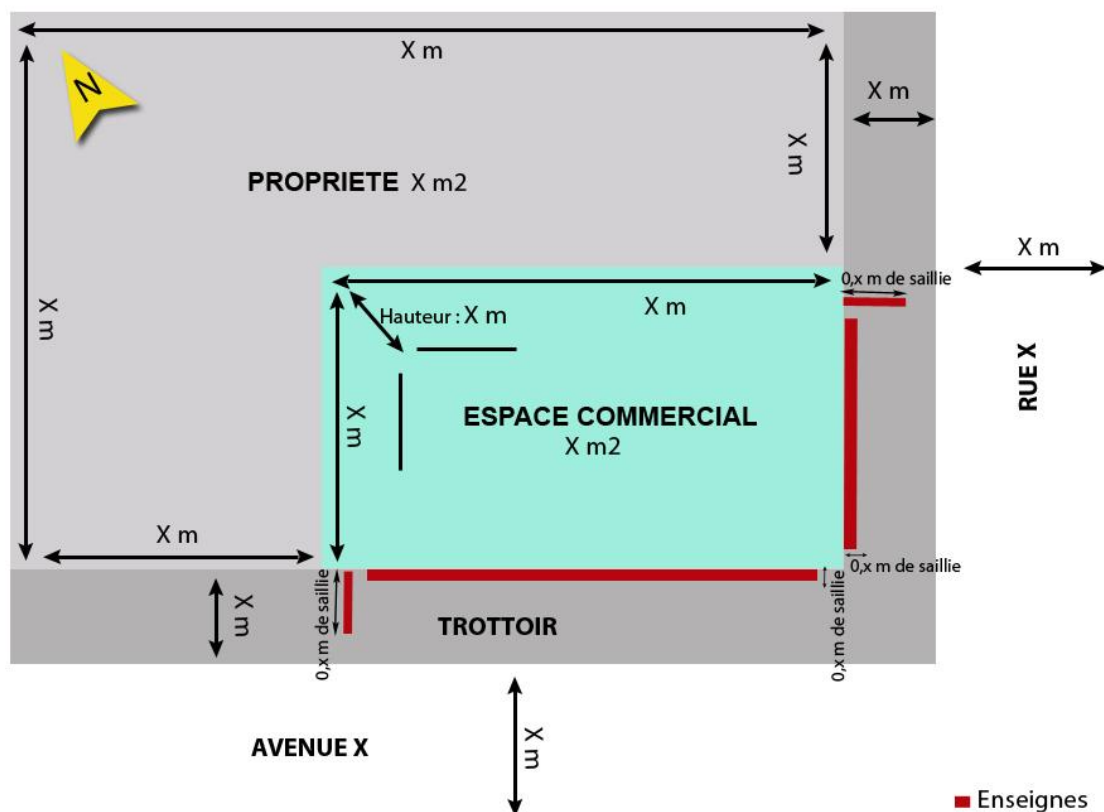 X m
N
X m
PROPRIETE X m2
X m
X m
X m
0,x m de saillie
X m
Hauteur : X m
X m
RUE X
X m
ESPACE COMMERCIAL
X m2
X m
0,x m de saillie
0,x m de saillie
0,x m de saillie
X m
TROTTOIR
AVENUE X
X m
Enseignes